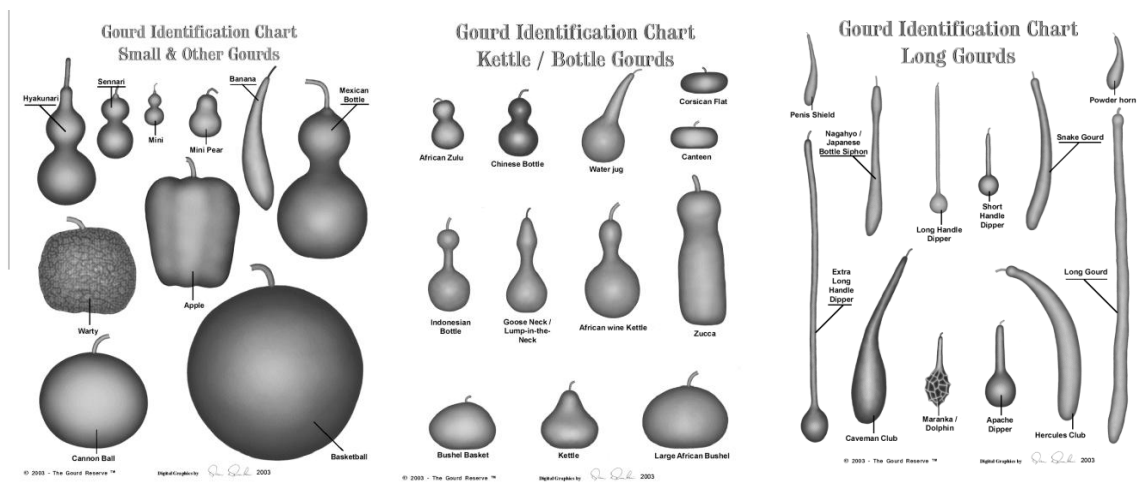 Gourd Identification Chart
Small & Other Gourds
Hyakunari
Sennari
Mini
Mini Pear
Banana
Mexican
Bottle
Warty
Apple
Cannon Ball
Basketball
© 2003 - The Gourd Reserve ™
Digital Graphics by
2003
Gourd Identification Chart
Kettle / Bottle Gourds
African Zulu
Chinese Bottle
Water jug
Corsican Flat
Canteen
Indonesian
Bottle
Goose Neck /
Lump-in-the-
Neck
African wine Kettle
Zucca
Bushel Basket
Kettle
Large African Bushel
© 2003 - The Gourd Reserve ™
Digital Graphics by
2003
Gourd Identification Chart
Long Gourds
Penis Shield
Powder horn
Nagahyo /
Japanese
Bottle Siphon
Snake Gourd
Long Handle
Dipper
Short
Handle
Dipper
Extra
Long
Handle
Dipper
Long Gourd
Caveman Club
Maranka /
Dolphin
Apache
Dipper
Hercules Club
© 2003 - The Gourd Reserve ™
Digital Graphics by
2003